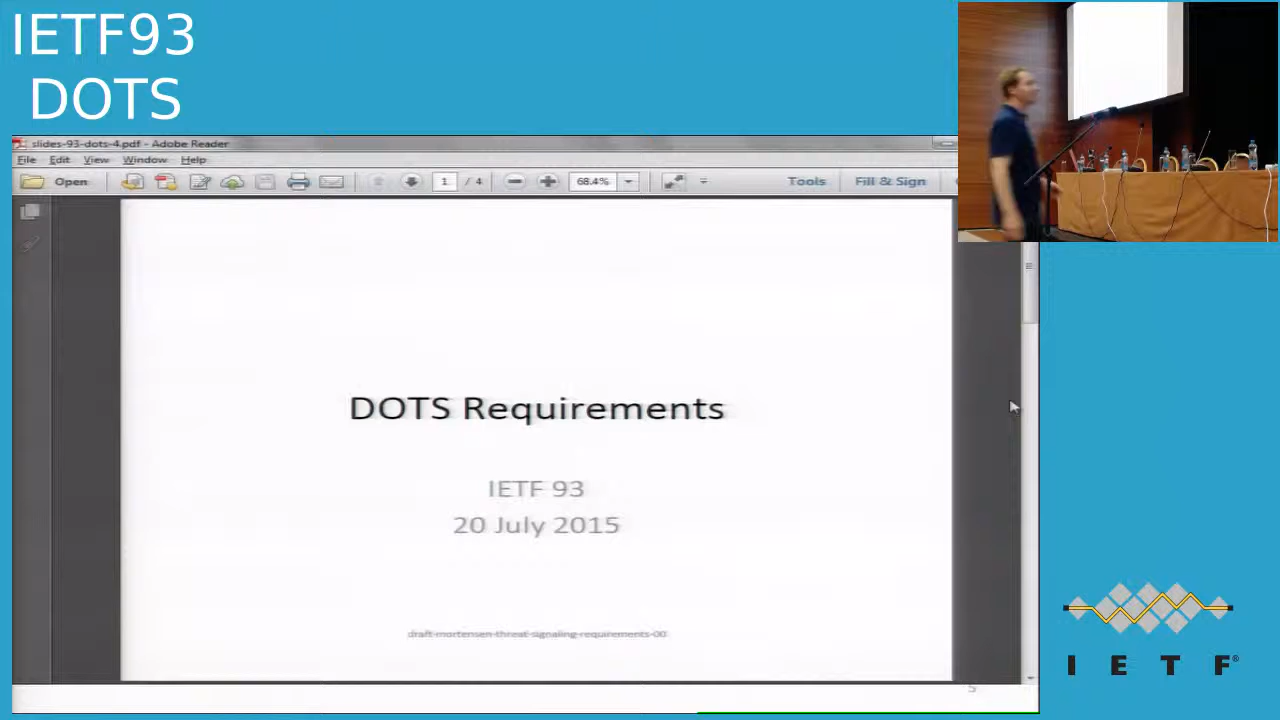 IETF93
DOTS
slides-93-dots-4.pdf - Adobe Reader
File Edit View Window Help
Open 1 / 4 68.4% Tools Fill & Sign
DOTS Requirements
IETF 93
20 July 2015
draft-mortensen-threat-signaling-requirements-00
5
I E T F®